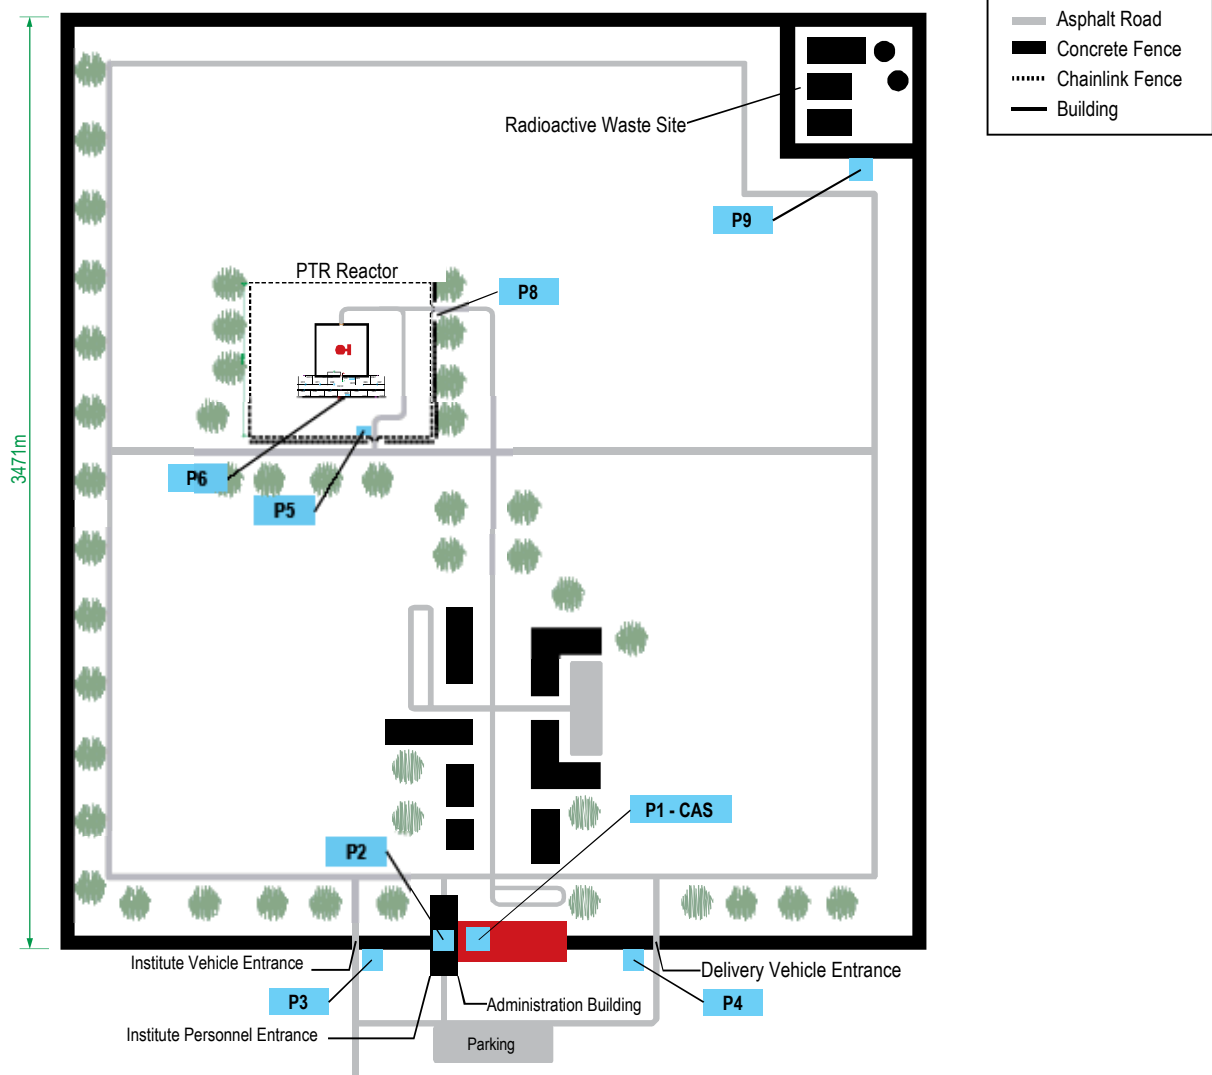 Asphalt Road
Concrete Fence
Chainlink Fence
Building
Radioactive Waste Site
P9
PTR Reactor
P8
3471m
P6
P5
P1 - CAS
P2
Institute Vehicle Entrance
Delivery Vehicle Entrance
P3
Administration Building
P4
Institute Personnel Entrance
Parking